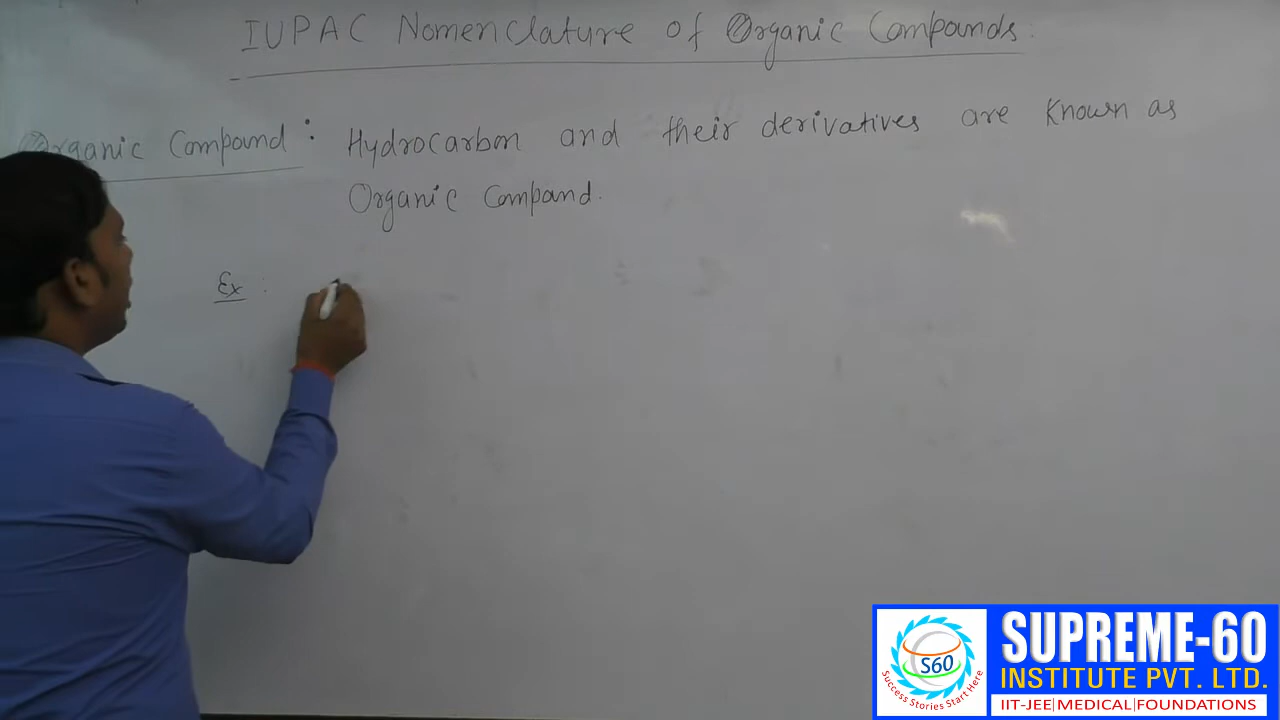 IUPAC Nomenclature of Organic Compounds.
Organic Compound : Hydrocarbon and their derivatives are known as
Organic Compound.
Ex :
S60
Success Stories Start Here
SUPREME-60
INSTITUTE PVT. LTD.
IIT-JEE|MEDICAL|FOUNDATIONS